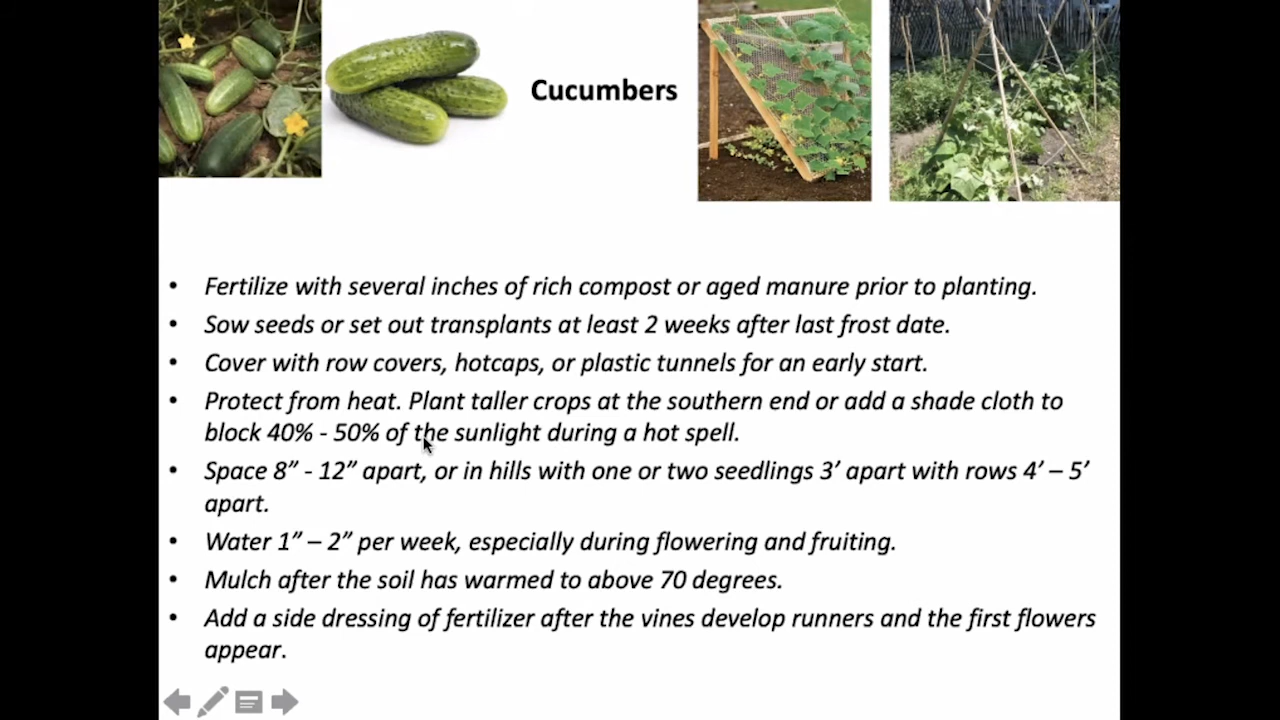 Cucumbers
• Fertilize with several inches of rich compost or aged manure prior to planting.
• Sow seeds or set out transplants at least 2 weeks after last frost date.
• Cover with row covers, hotcaps, or plastic tunnels for an early start.
• Protect from heat. Plant taller crops at the southern end or add a shade cloth to
block 40% - 50% of the sunlight during a hot spell.
• Space 8” - 12” apart, or in hills with one or two seedlings 3’ apart with rows 4’ – 5’
apart.
• Water 1” – 2” per week, especially during flowering and fruiting.
• Mulch after the soil has warmed to above 70 degrees.
• Add a side dressing of fertilizer after the vines develop runners and the first flowers
appear.